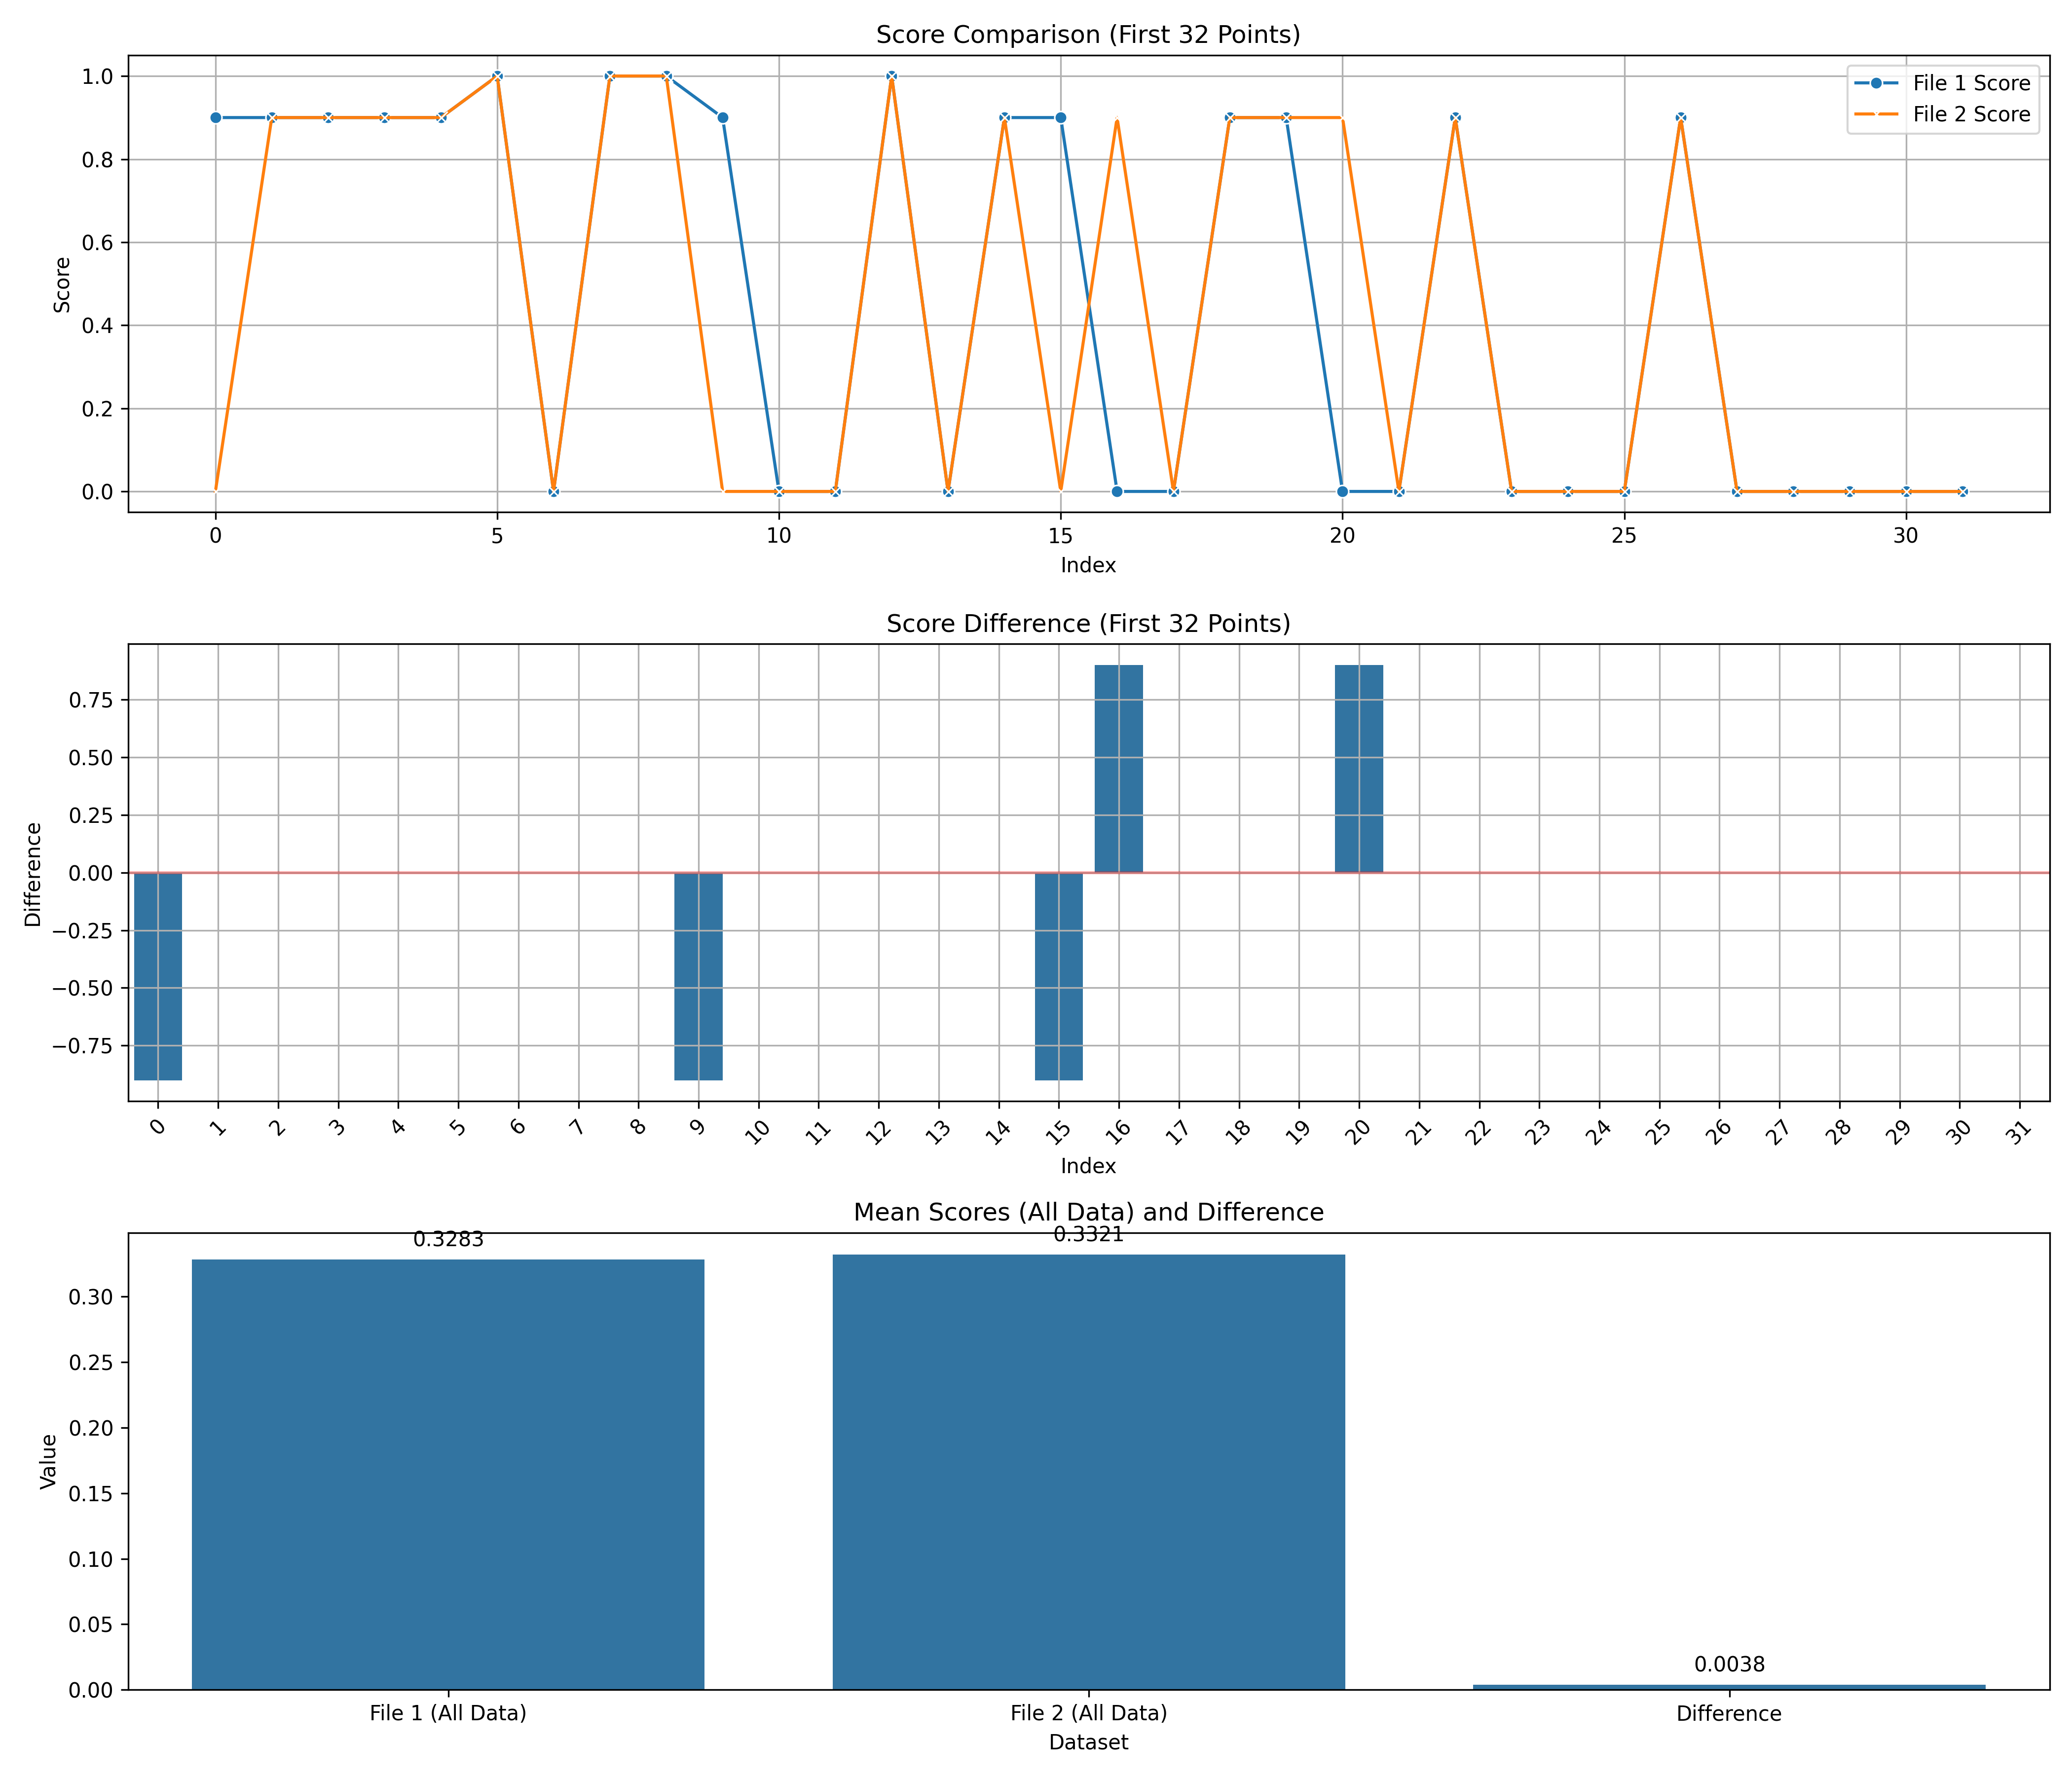 Score Comparison (First 32 Points)
1.0
0.8
0.6
0.4
0.2
0.0
Score
File 1 Score
File 2 Score
0 5 10 15 20 25 30
Index
Score Difference (First 32 Points)
0.75
0.50
0.25
0.00
−0.25
−0.50
−0.75
Difference
0 1 2 3 4 5 6 7 8 9 10 11 12 13 14 15 16 17 18 19 20 21 22 23 24 25 26 27 28 29 30 31
Index
Mean Scores (All Data) and Difference
0.3283 0.3321 0.0038
0.30
0.25
0.20
0.15
0.10
0.05
0.00
Value
File 1 (All Data) File 2 (All Data) Difference
Dataset